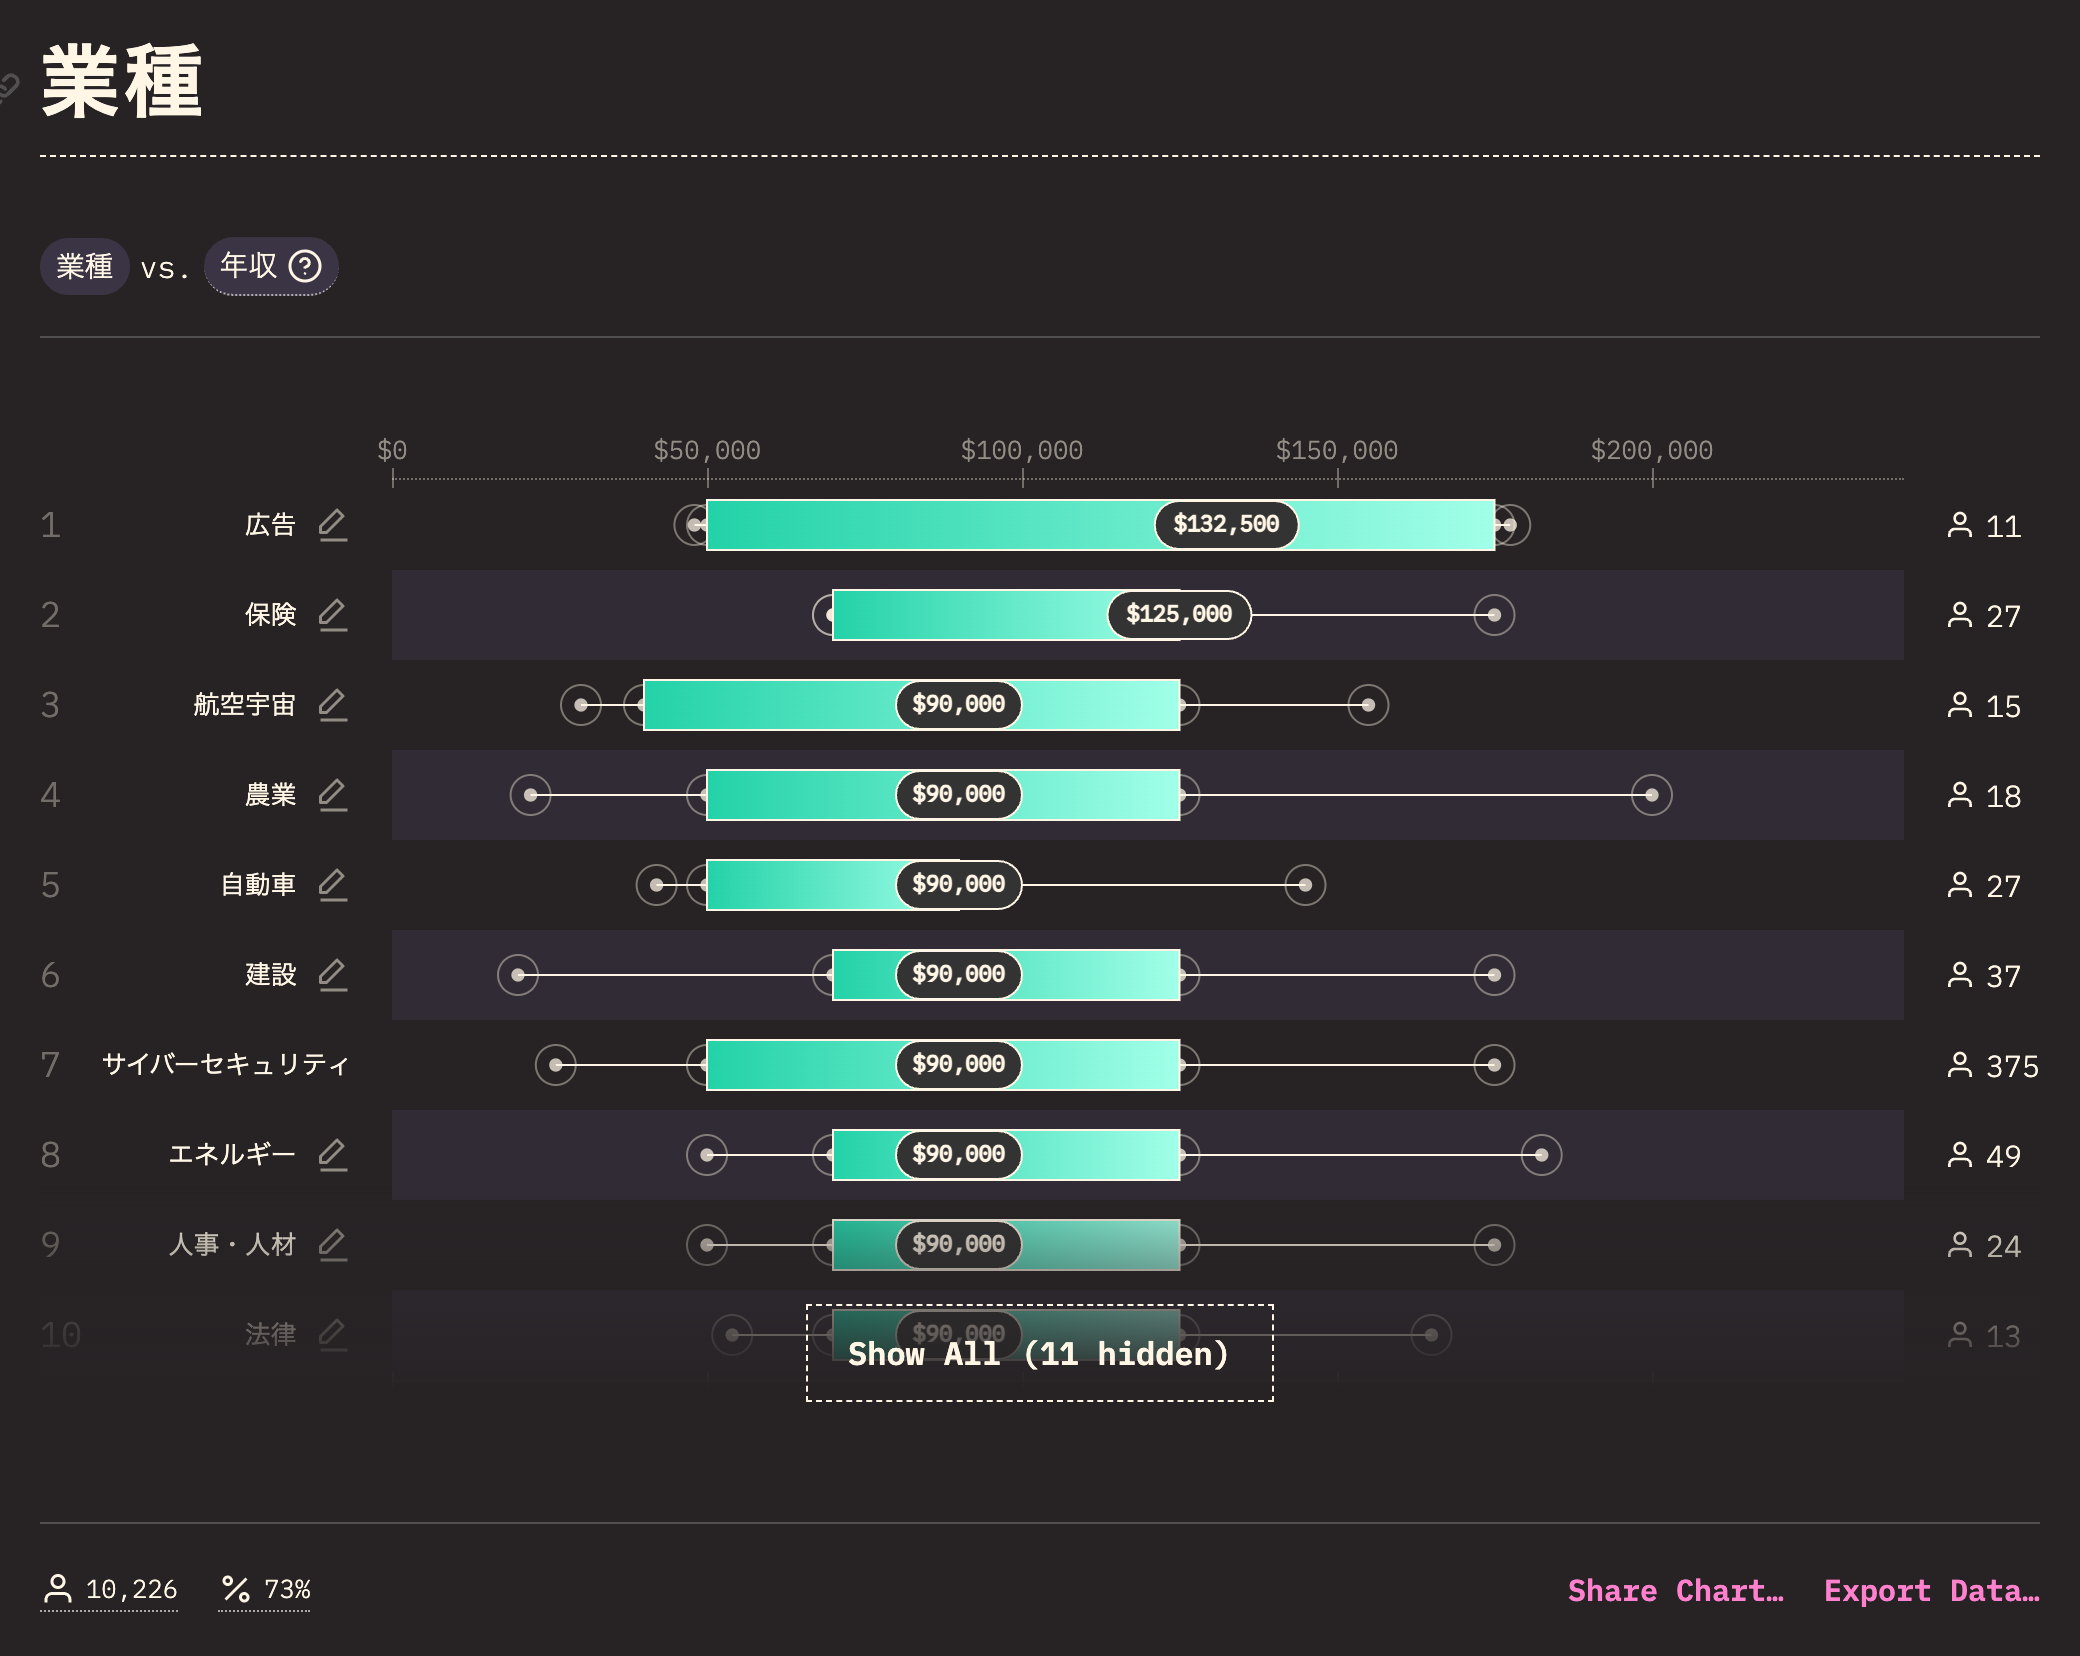 業種
業種 vs. 年収
$0 $50,000 $100,000 $150,000 $200,000
1 広告 $132,500 11
2 保険 $125,000 27
3 航空宇宙 $90,000 15
4 農業 $90,000 18
5 自動車 $90,000 27
6 建設 $90,000 37
7 サイバーセキュリティ $90,000 375
8 エネルギー $90,000 49
9 人事・人材 $90,000 24
10 法律 $90,000 13
Show All (11 hidden)
10,226 73% Share Chart… Export Data…